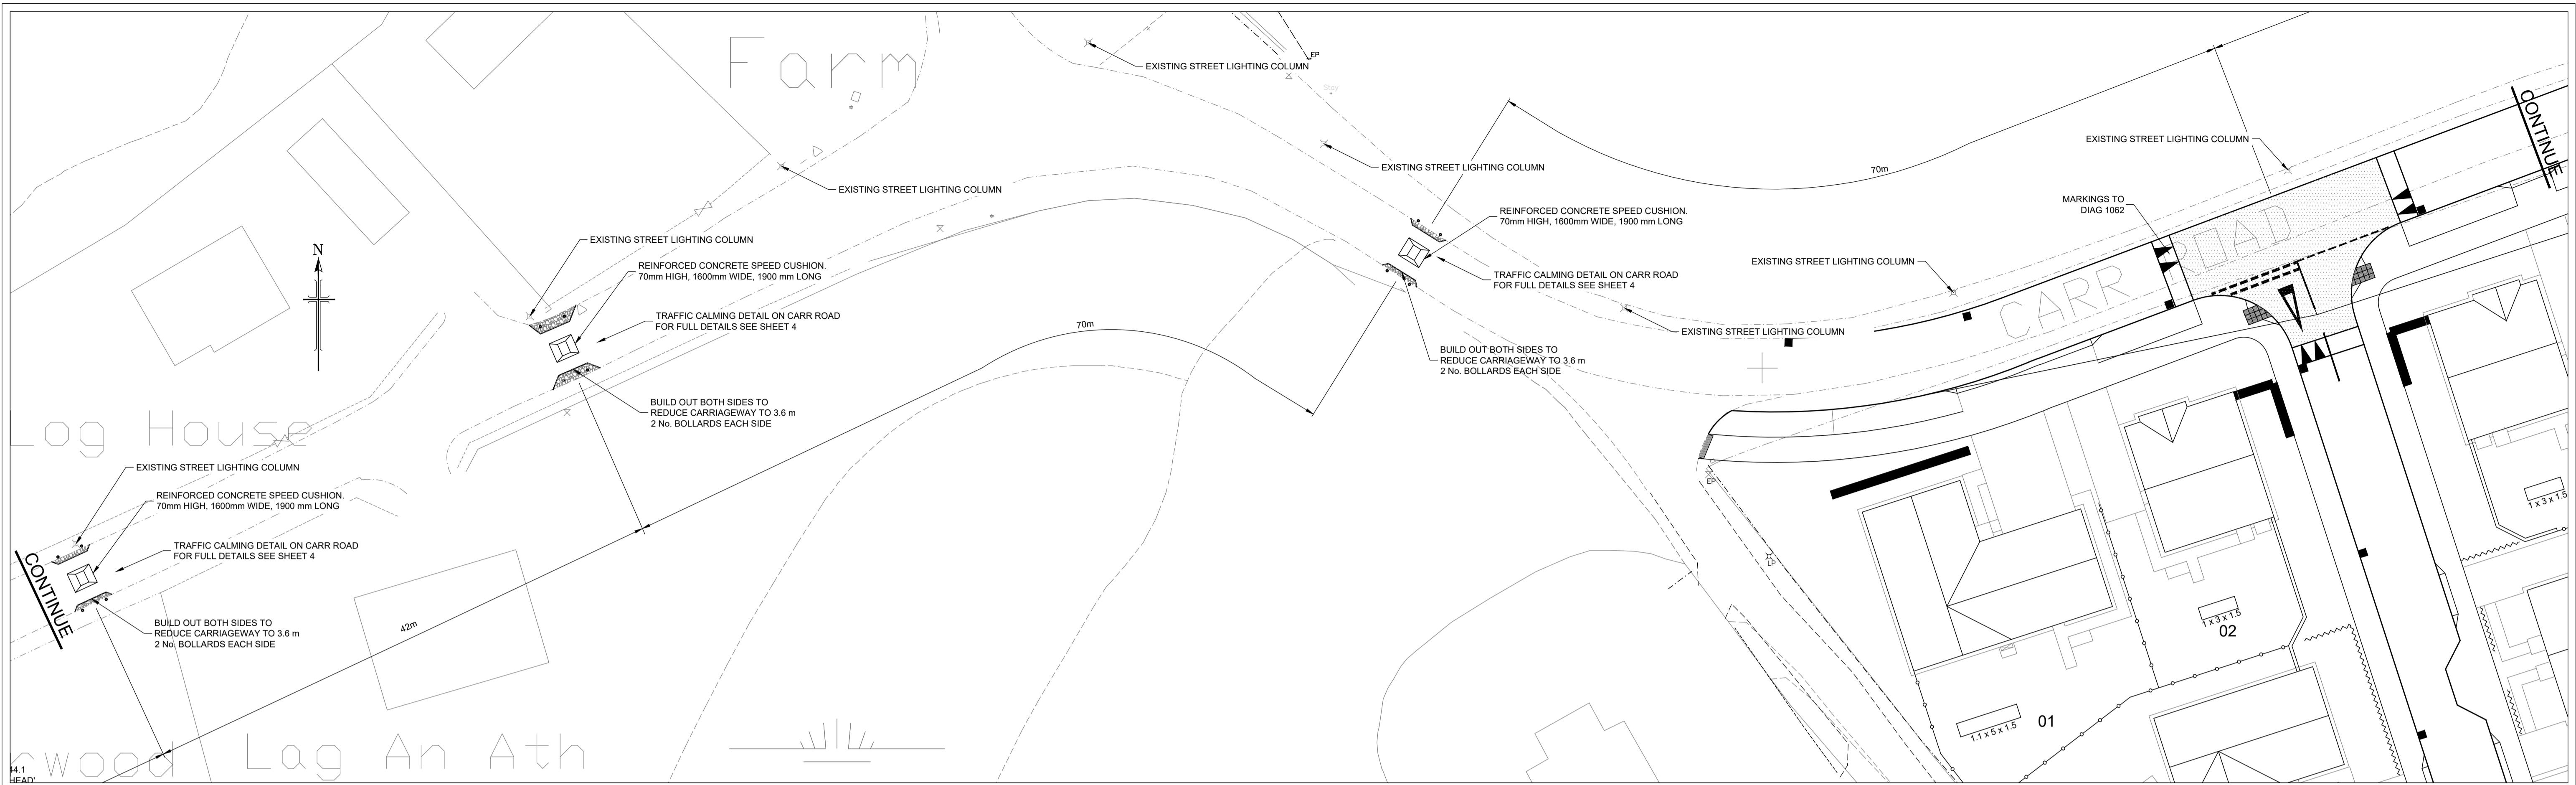 Farm
EP
EXISTING STREET LIGHTING COLUMN
Stay
CONTINUE
EXISTING STREET LIGHTING COLUMN
EXISTING STREET LIGHTING COLUMN
70m
EXISTING STREET LIGHTING COLUMN
MARKINGS TO
DIAG 1062
REINFORCED CONCRETE SPEED CUSHION.
70mm HIGH, 1600mm WIDE, 1900 mm LONG
N
EXISTING STREET LIGHTING COLUMN
REINFORCED CONCRETE SPEED CUSHION.
70mm HIGH, 1600mm WIDE, 1900 mm LONG
TRAFFIC CALMING DETAIL ON CARR ROAD
FOR FULL DETAILS SEE SHEET 4
EXISTING STREET LIGHTING COLUMN
CARR ROAD
TRAFFIC CALMING DETAIL ON CARR ROAD
FOR FULL DETAILS SEE SHEET 4
70m
EXISTING STREET LIGHTING COLUMN
BUILD OUT BOTH SIDES TO
REDUCE CARRIAGEWAY TO 3.6 m
2 No. BOLLARDS EACH SIDE
BUILD OUT BOTH SIDES TO
REDUCE CARRIAGEWAY TO 3.6 m
2 No. BOLLARDS EACH SIDE
Log House
EXISTING STREET LIGHTING COLUMN
REINFORCED CONCRETE SPEED CUSHION.
70mm HIGH, 1600mm WIDE, 1900 mm LONG
EP
1 x 3 x 1.5
TRAFFIC CALMING DETAIL ON CARR ROAD
FOR FULL DETAILS SEE SHEET 4
CONTINUE
LP
BUILD OUT BOTH SIDES TO
REDUCE CARRIAGEWAY TO 3.6 m
2 No. BOLLARDS EACH SIDE
42m
1 x 3 x 1.5
02
01
1.1 x 5 x 1.5
wood Lag An Ath
44.1
HEAD'